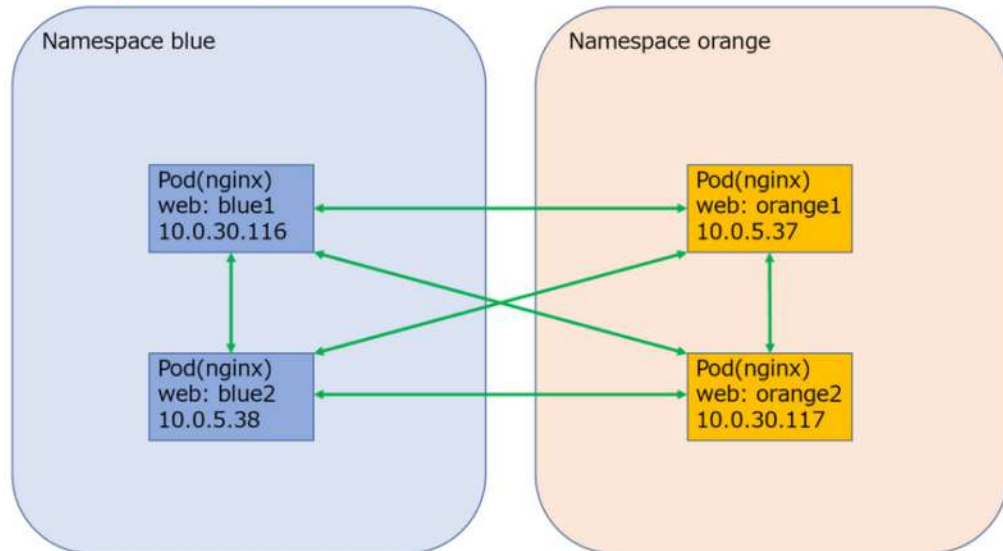 Namespace blue
Namespace orange
Pod(nginx)
web: blue1
10.0.30.116
Pod(nginx)
web: orange1
10.0.5.37
Pod(nginx)
web: blue2
10.0.5.38
Pod(nginx)
web: orange2
10.0.30.117